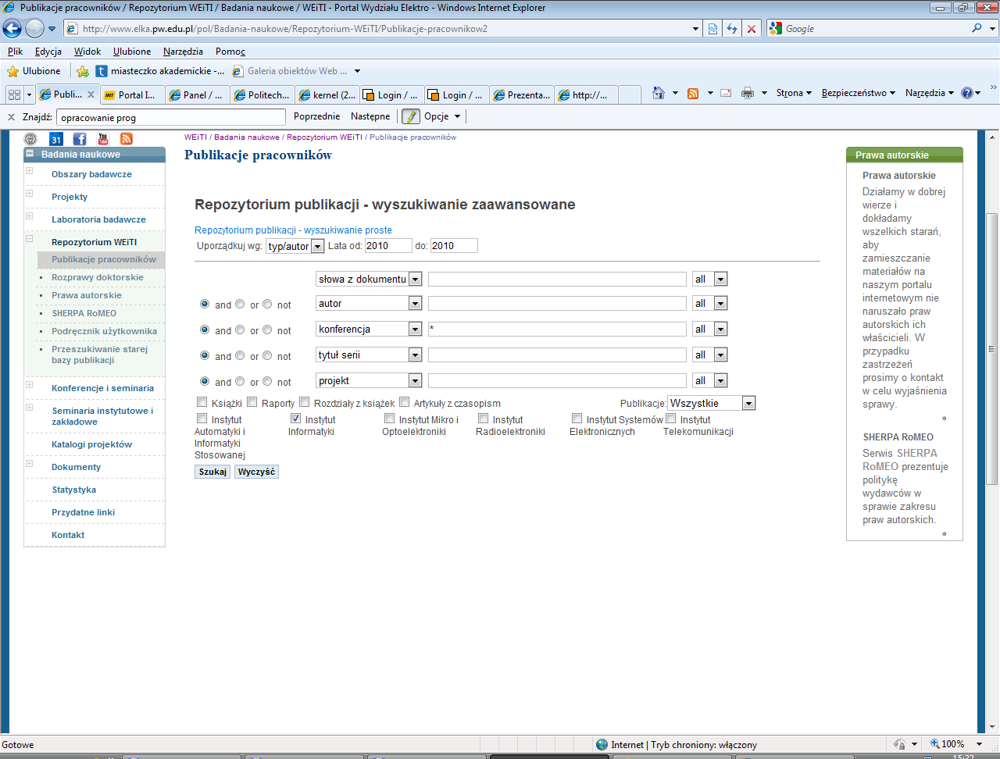 Publikacje pracowników / Repozytorium WEiTI / Badania naukowe / WEiTI - Portal Wydziału Elektro - Windows Internet Explorer
http://www.elka.pw.edu.pl/pol/Badania-naukowe/Repozytorium-WEiTI/Publikacje-pracownikow2
Google
Plik Edycja Widok Ulubione Narzędzia Pomoc
Ulubione miasteczko akademickie -... Galeria obiektów Web ...
Publi... INT Portal I... Panel / ... Politech... kernel (2... Login / ... Login / ... Prezenta... http://... Strona Bezpieczeństwo Narzędzia
Znajdź: opracowanie prog Poprzednie Następne Opcje
31 You Tube
WEiTI / Badania naukowe / Repozytorium WEiTI / Publikacje pracowników
Badania naukowe
Obszary badawcze
Projekty
Laboratoria badawcze
Repozytorium WEiTI
Publikacje pracowników
Rozprawy doktorskie
Prawa autorskie
SHERPA RoMEO
Podręcznik użytkownika
Przeszukiwanie starej
bazy publikacji
Konferencje i seminaria
Seminaria instytutowe i
zakładowe
Katalogi projektów
Dokumenty
Statystyka
Przydatne linki
Kontakt
Publikacje pracowników
Repozytorium publikacji - wyszukiwanie zaawansowane
Repozytorium publikacji - wyszukiwanie proste
Uporządkuj wg: typ/autor Lata od: 2010 do: 2010
słowa z dokumentu all
and or not autor all
and or not konferencja * all
and or not tytuł serii all
and or not projekt all
Książki Raporty Rozdziały z książek Artykuły z czasopism Publikacje: Wszystkie
Instytut Automatyki i Informatyki Stosowanej
Instytut Informatyki
Instytut Mikro i Optoelektroniki
Instytut Radioelektroniki
Instytut Systemów Elektronicznych
Instytut Telekomunikacji
Szukaj Wyczyść
Prawa autorskie
Prawa autorskie
Działamy w dobrej
wierze i
dokładamy
wszelkich starań,
aby
zamieszczanie
materiałów na
naszym portalu
internetowym nie
naruszało praw
autorskich ich
właścicieli. W
przypadku
zastrzeżeń
prosimy o kontakt
w celu wyjaśnienia
sprawy.
»
SHERPA RoMEO
Serwis SHERPA
RoMEO prezentuje
politykę
wydawców w
sprawie zakresu
praw autorskich.
»
Gotowe Internet | Tryb chroniony: włączony 100%
15:32